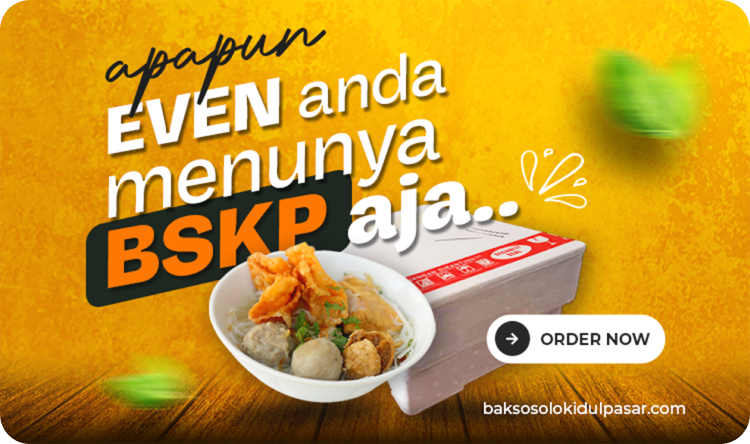 apapun
EVEN anda
menunya
BSKP aja..
ORDER NOW
baksosolokidulpasar.com